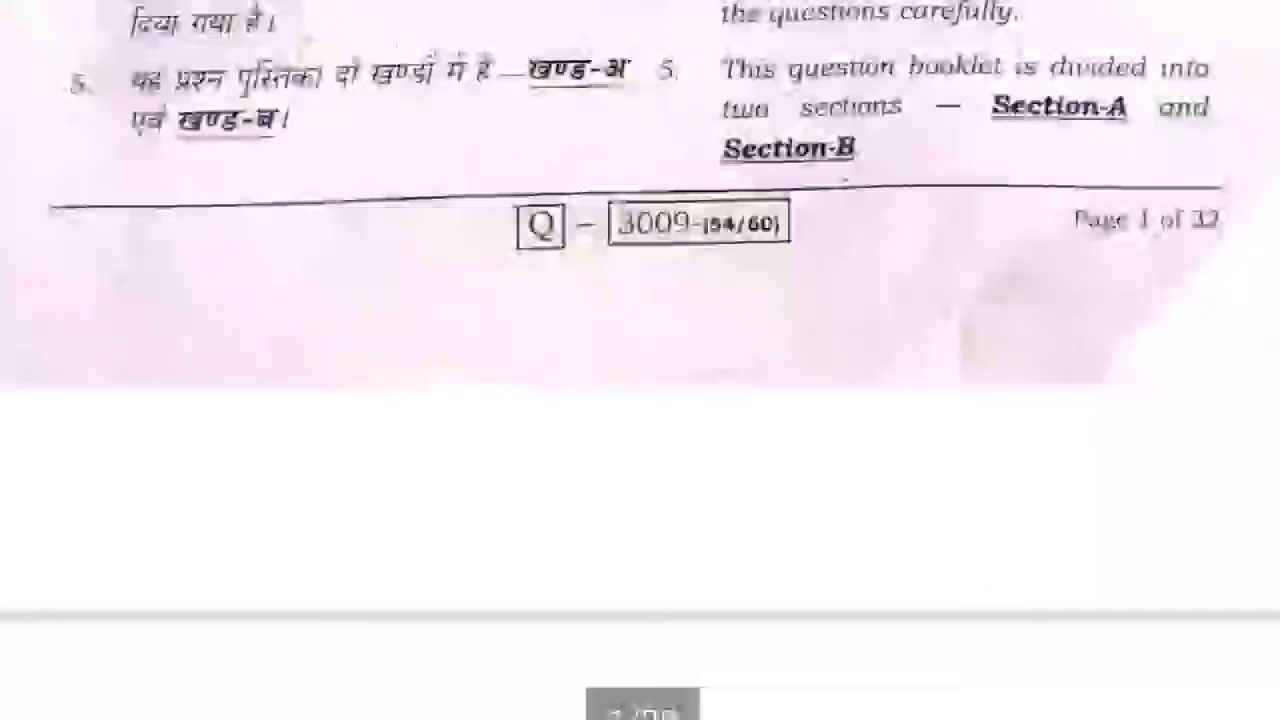 दिया गया है।
the questions carefully.
5. यह प्रश्न पुस्तिका दो खण्डों में है — खण्ड-अ
एवं खण्ड-ब।
5. This question booklet is divided into
two sections — Section-A and
Section-B
Q - 3009-(54/60)
Page 1 of 32